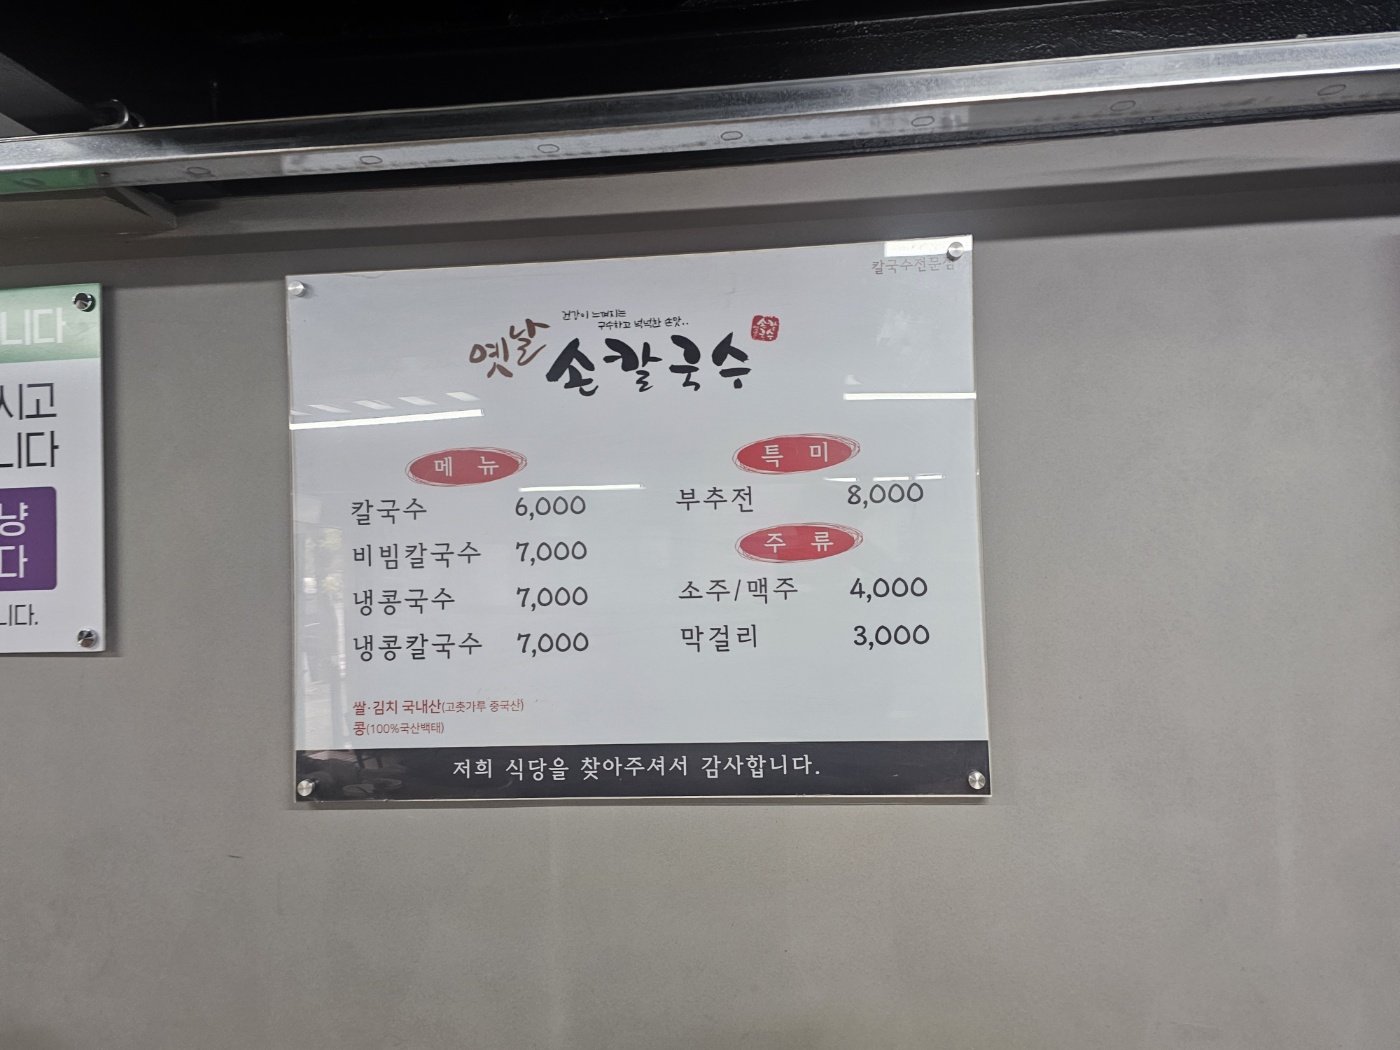 니다
시고
니다
냥
다
니다.
칼국수전문점
건강이 느껴지는
구수하고 넉넉한 손맛..
옛날 손칼국수
메뉴
칼국수 6,000
비빔칼국수 7,000
냉콩국수 7,000
냉콩칼국수 7,000
특미
부추전 8,000
주류
소주/맥주 4,000
막걸리 3,000
쌀·김치 국내산(고춧가루 중국산)
콩(100%국산백태)
저희 식당을 찾아주셔서 감사합니다.